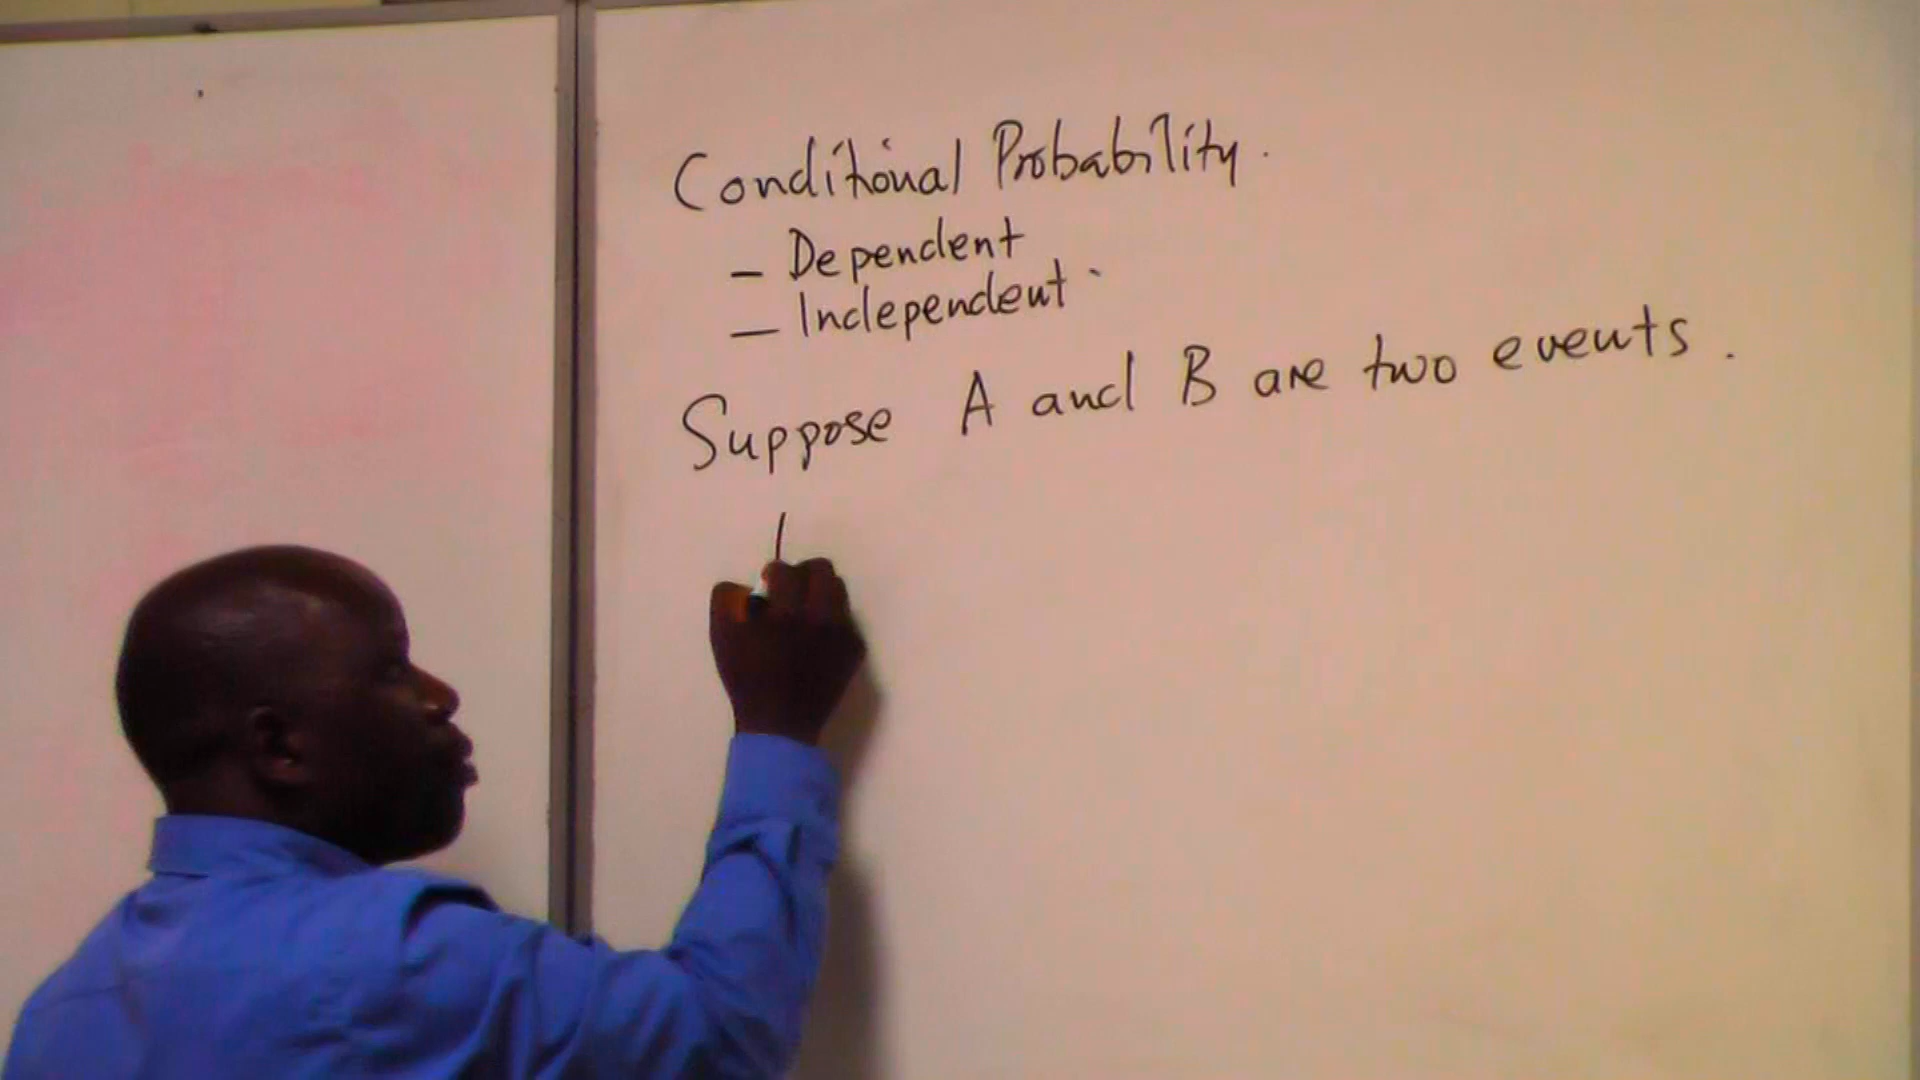 Conditional Probability.
- Dependent
- Independent
Suppose A and B are two events.